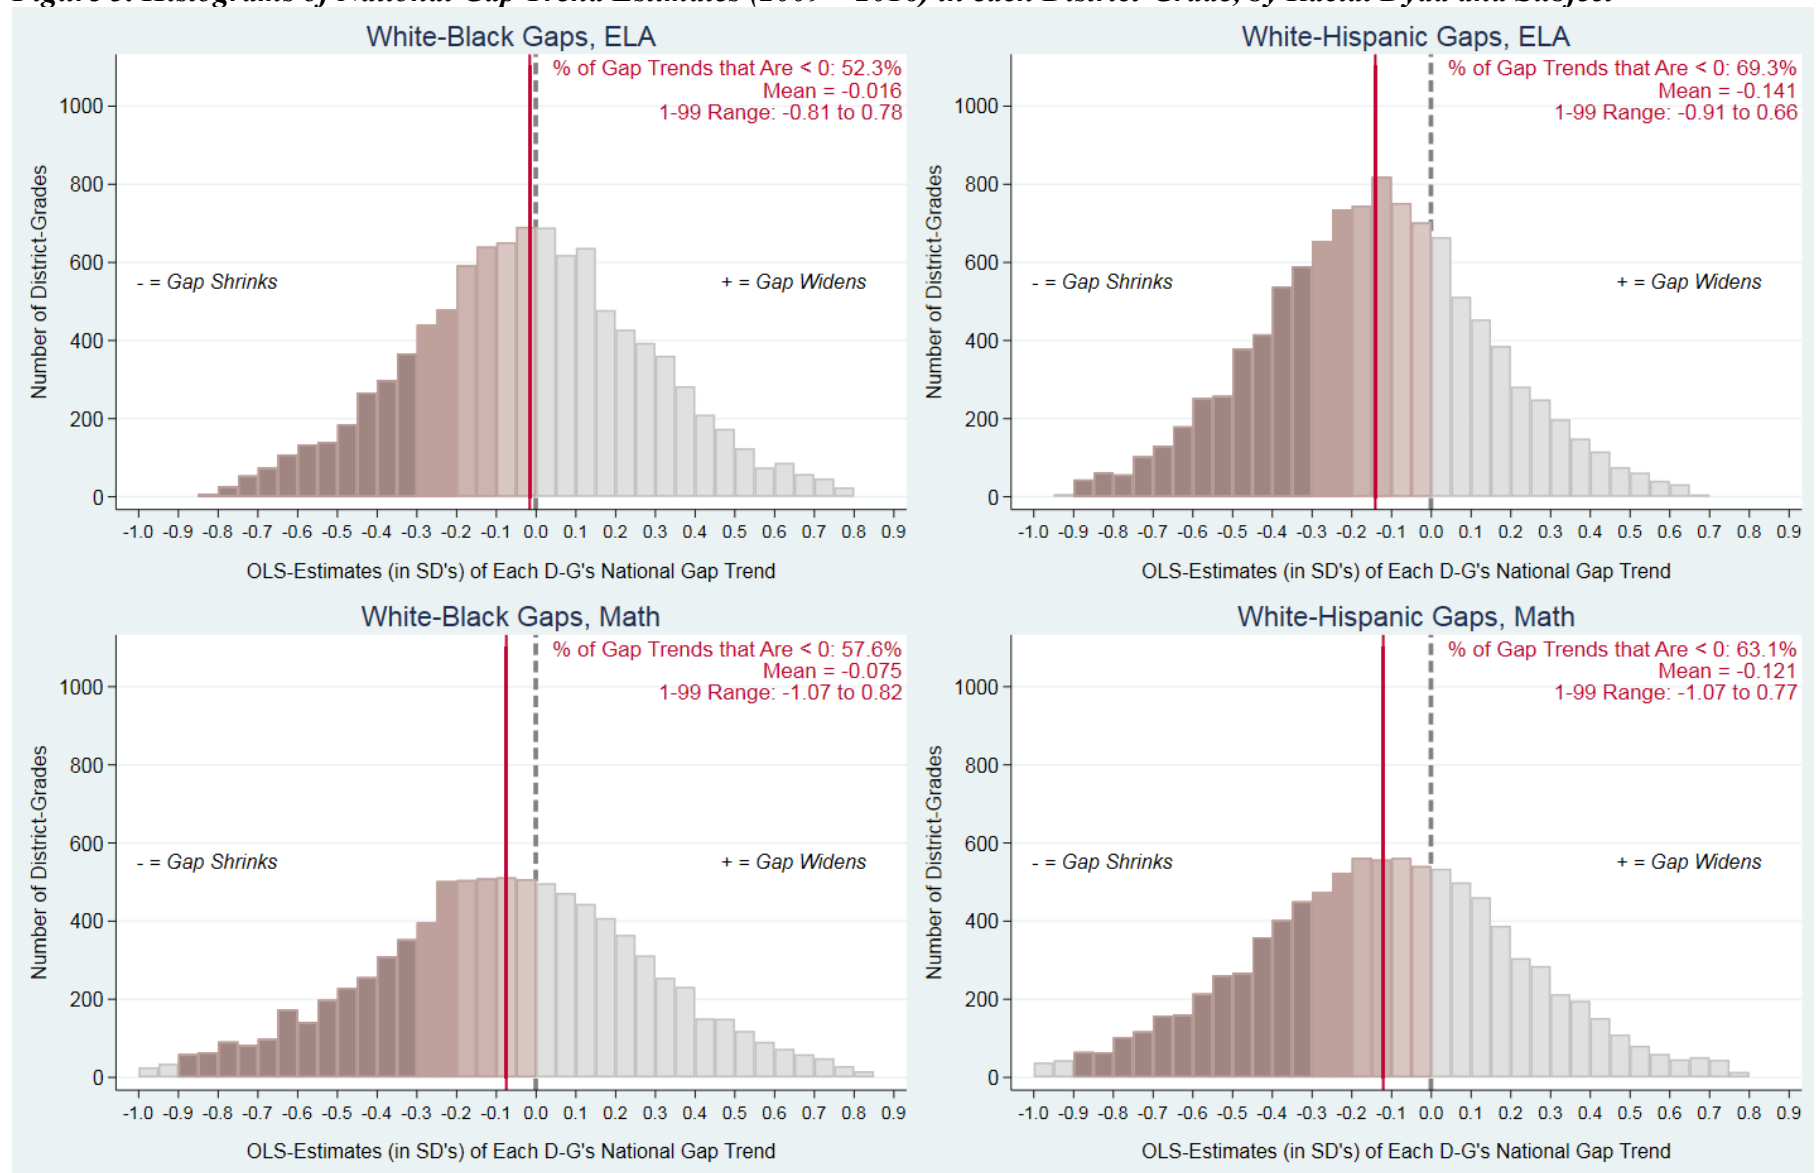 Figure Histograms of National Gap Trend Estimates in each District-Grade, by Racial Dyad and Subject
White-Black Gaps, ELA
% of Gap Trends that Are < 0: 52.3%
Mean = -0.016
1-99 Range: -0.81 to 0.78
Number of District-Grades
1000
800
600
400
200
0
- = Gap Shrinks
+ = Gap Widens
-1.0 -0.9 -0.8 -0.7 -0.6 -0.5 -0.4 -0.3 -0.2 -0.1 0.0 0.1 0.2 0.3 0.4 0.5 0.6 0.7 0.8 0.9
OLS-Estimates (in SD's) of Each D-G's National Gap Trend
White-Hispanic Gaps, ELA
% of Gap Trends that Are < 0: 69.3%
Mean = -0.141
1-99 Range: -0.91 to 0.66
Number of District-Grades
1000
800
600
400
200
0
- = Gap Shrinks
+ = Gap Widens
-1.0 -0.9 -0.8 -0.7 -0.6 -0.5 -0.4 -0.3 -0.2 -0.1 0.0 0.1 0.2 0.3 0.4 0.5 0.6 0.7 0.8 0.9
OLS-Estimates (in SD's) of Each D-G's National Gap Trend
White-Black Gaps, Math
% of Gap Trends that Are < 0: 57.6%
Mean = -0.075
1-99 Range: -1.07 to 0.82
Number of District-Grades
1000
800
600
400
200
0
- = Gap Shrinks
+ = Gap Widens
-1.0 -0.9 -0.8 -0.7 -0.6 -0.5 -0.4 -0.3 -0.2 -0.1 0.0 0.1 0.2 0.3 0.4 0.5 0.6 0.7 0.8 0.9
OLS-Estimates (in SD's) of Each D-G's National Gap Trend
White-Hispanic Gaps, Math
% of Gap Trends that Are < 0: 63.1%
Mean = -0.121
1-99 Range: -1.07 to 0.77
Number of District-Grades
1000
800
600
400
200
0
- = Gap Shrinks
+ = Gap Widens
-1.0 -0.9 -0.8 -0.7 -0.6 -0.5 -0.4 -0.3 -0.2 -0.1 0.0 0.1 0.2 0.3 0.4 0.5 0.6 0.7 0.8 0.9
OLS-Estimates (in SD's) of Each D-G's National Gap Trend